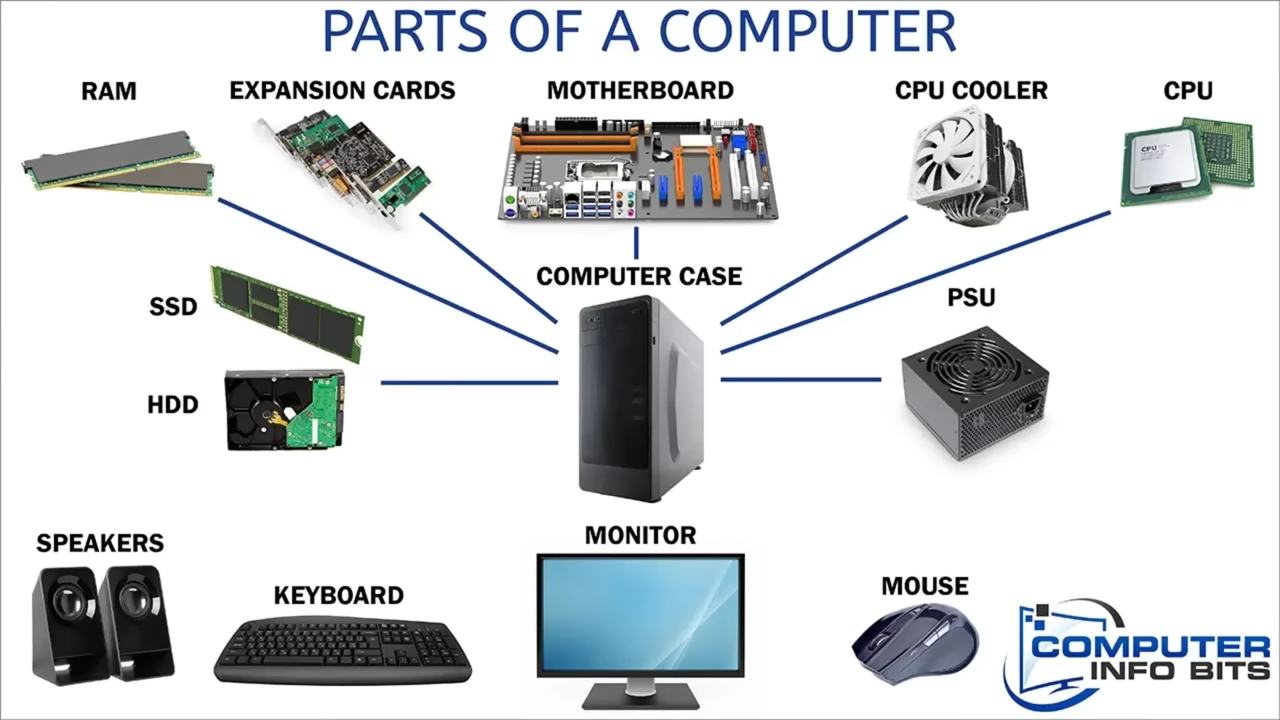 PARTS OF A COMPUTER
RAM
EXPANSION CARDS
MOTHERBOARD
CPU COOLER
CPU
CPU
COMPUTER CASE
SSD
PSU
HDD
SPEAKERS
MONITOR
KEYBOARD
MOUSE
COMPUTER
INFO BITS